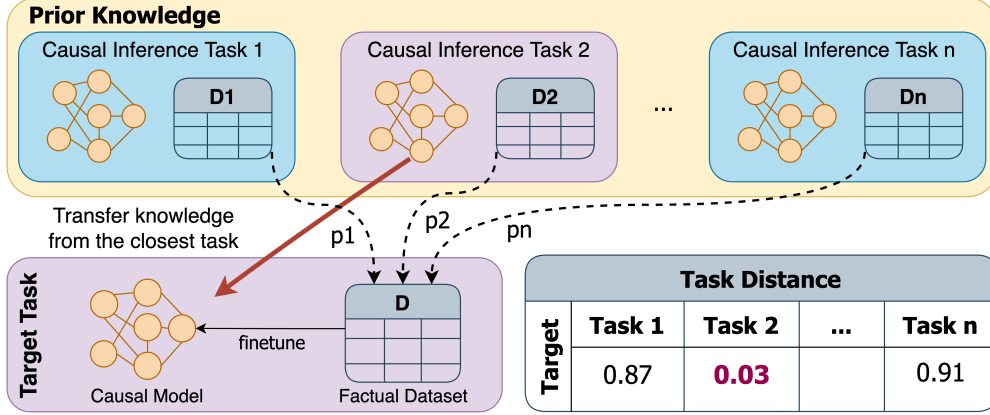 Prior Knowledge
Causal Inference Task 1
Causal Inference Task 2
Causal Inference Task n
D1
D2
...
Dn
Transfer knowledge
from the closest task
p1
p2
pn
Target Task
D
finetune
Causal Model
Factual Dataset
Task Distance
Target
Task 1
Task 2
...
Task n
0.87
0.03
0.91